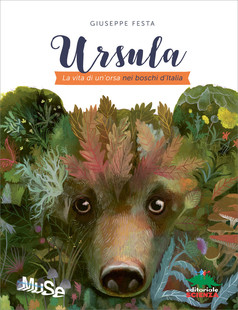 GIUSEPPE FESTA
Ursula
La vita di un'orsa nei boschi d'Italia
MUSe
editoriale
SCIENZA